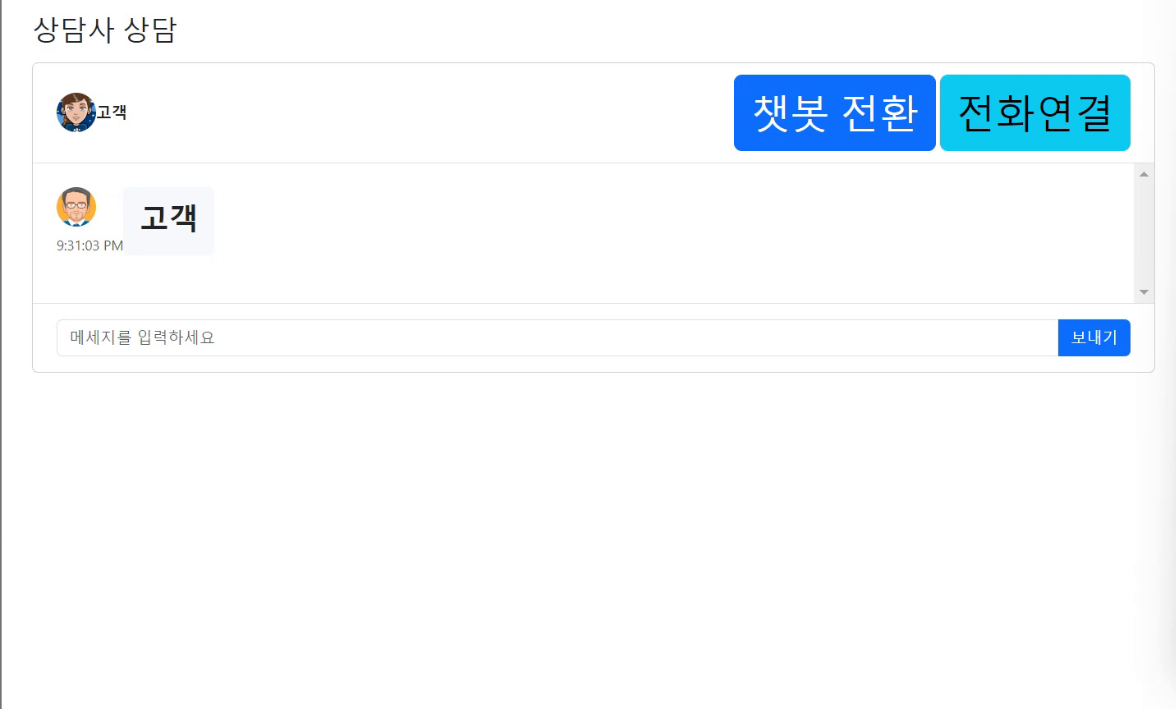 상담사 상담
고객
챗봇 전환
전화연결
고객
9:31:03 PM
메세지를 입력하세요
보내기